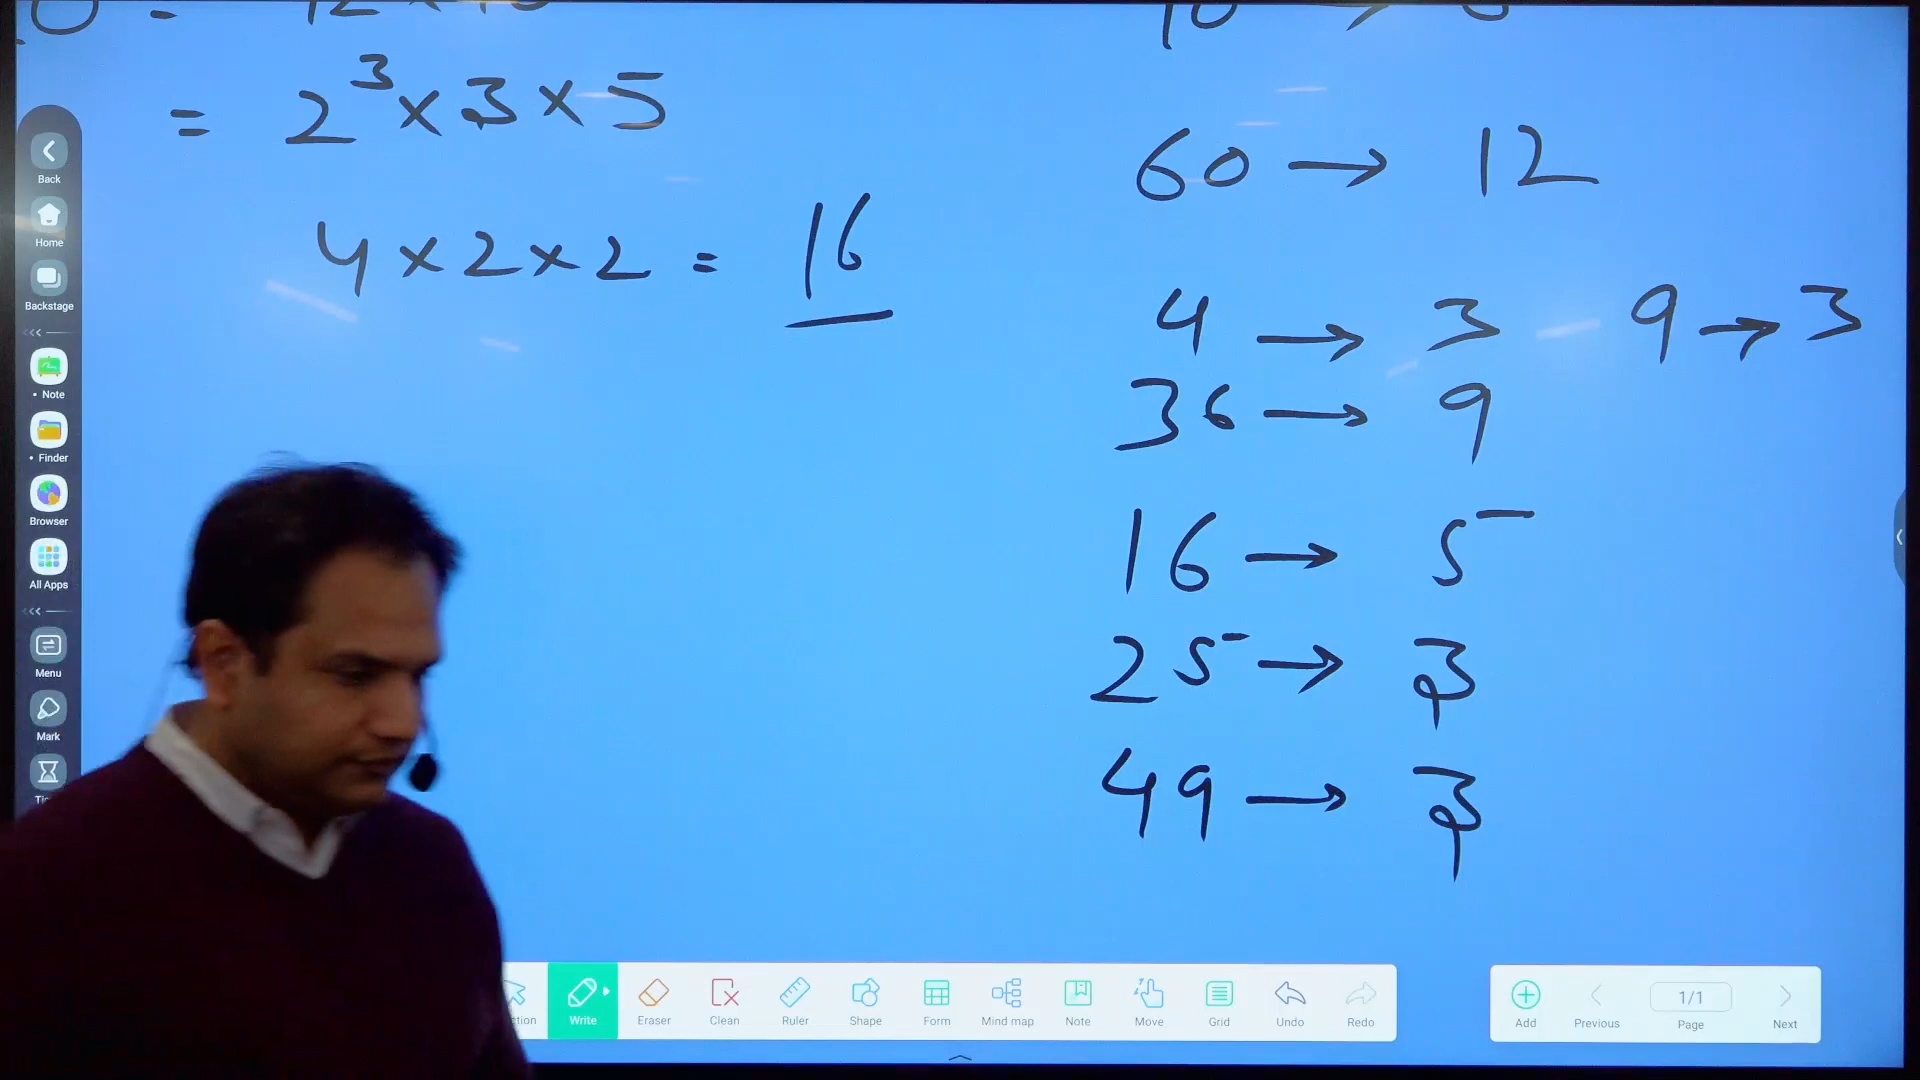 = 2³ × 3 × 5
4 × 2 × 2 = 16
60 → 12
4 → 3 9 → 3
36 → 9
16 → 5
25 → 3
49 → 3
Back
Home
Backstage
Note
Finder
Browser
All Apps
Menu
Mark
Write
Eraser
Clean
Ruler
Shape
Form
Mind map
Note
Move
Grid
Undo
Redo
Add
Previous
1/1
Page
Next